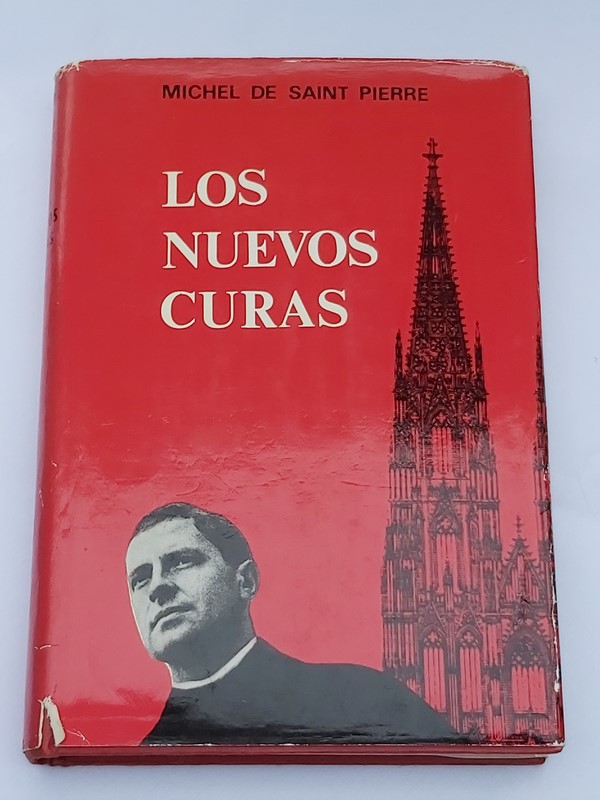 MICHEL DE SAINT PIERRE
LOS
NUEVOS
CURAS